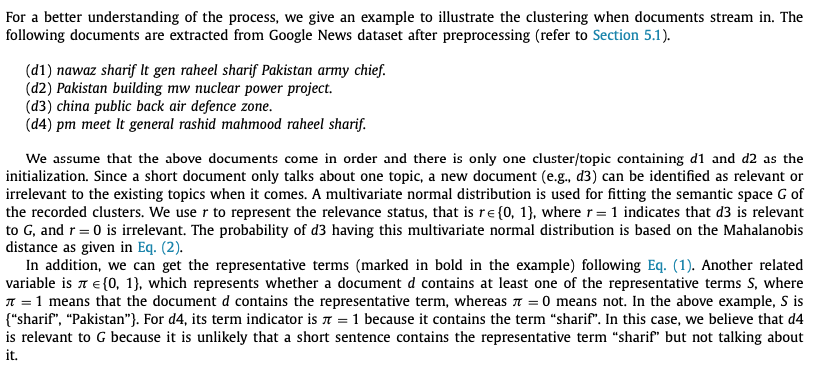 For a better understanding of the process, we give an example to illustrate the clustering when documents stream in. The
following documents are extracted from Google News dataset after preprocessing (refer to Section 5.1).
(d1) nawaz sharif lt gen raheel sharif Pakistan army chief.
(d2) Pakistan building mw nuclear power project.
(d3) china public back air defence zone.
(d4) pm meet lt general rashid mahmood raheel sharif.
We assume that the above documents come in order and there is only one cluster/topic containing d1 and d2 as the
initialization. Since a short document only talks about one topic, a new document (e.g., d3) can be identified as relevant or
irrelevant to the existing topics when it comes. A multivariate normal distribution is used for fitting the semantic space G of
the recorded clusters. We use r to represent the relevance status, that is r∈{0, 1}, where r = 1 indicates that d3 is relevant
to G, and r = 0 is irrelevant. The probability of d3 having this multivariate normal distribution is based on the Mahalanobis
distance as given in Eq. (2).
In addition, we can get the representative terms (marked in bold in the example) following Eq. (1). Another related
variable is π ∈{0, 1}, which represents whether a document d contains at least one of the representative terms S, where
π = 1 means that the document d contains the representative term, whereas π = 0 means not. In the above example, S is
{“sharif”, “Pakistan”}. For d4, its term indicator is π = 1 because it contains the term “sharif”. In this case, we believe that d4
is relevant to G because it is unlikely that a short sentence contains the representative term “sharif” but not talking about
it.